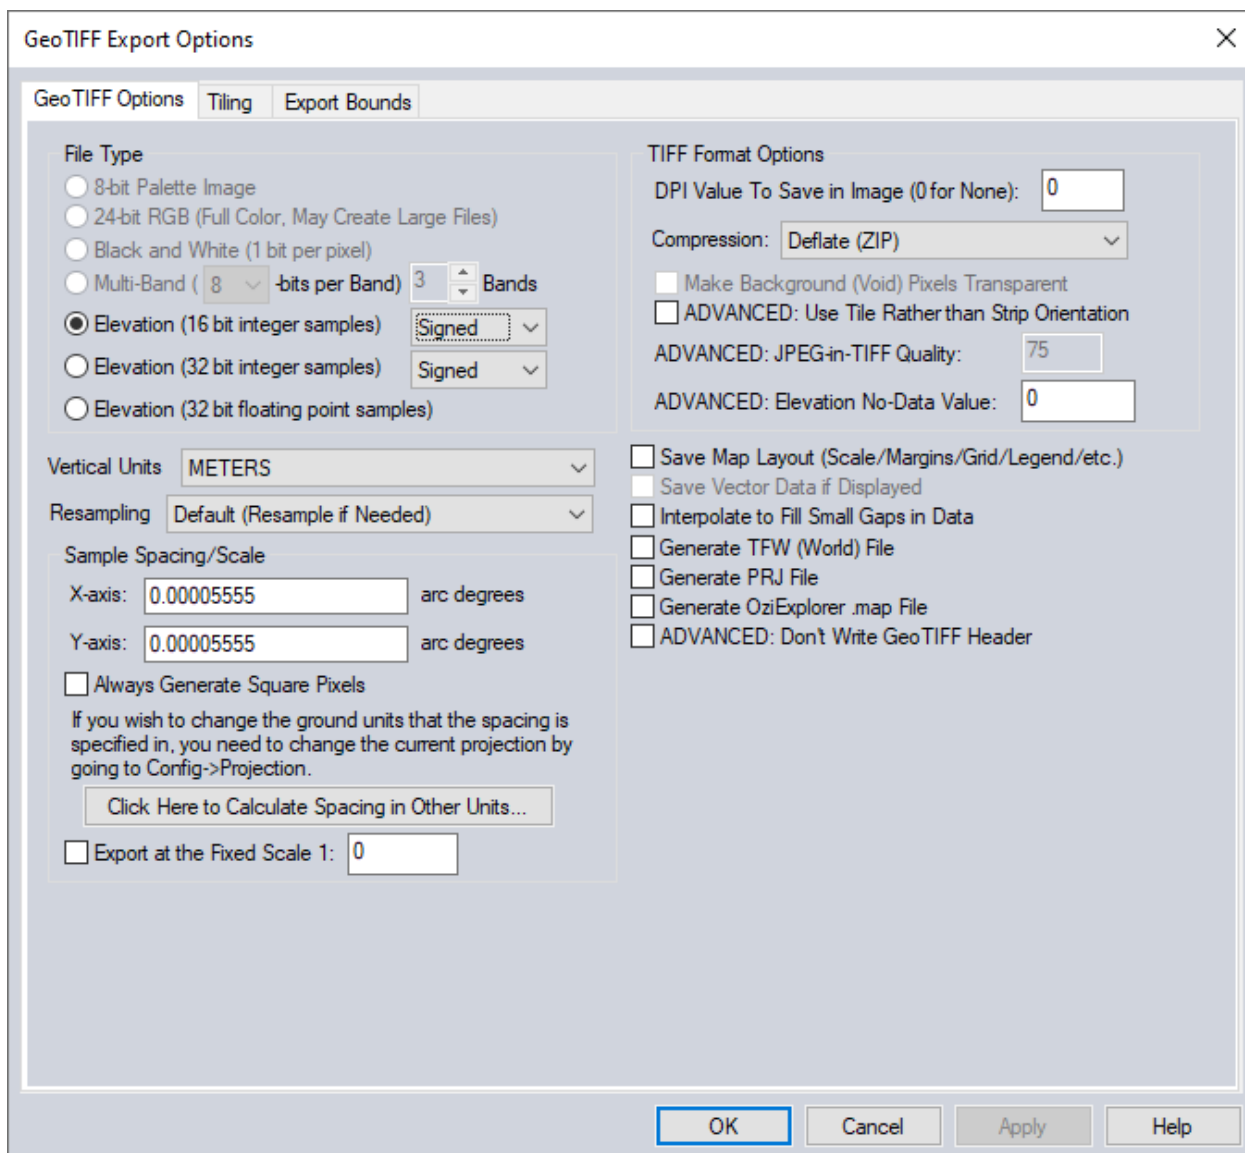 GeoTIFF Export Options
GeoTIFF Options Tiling Export Bounds
File Type
8-bit Palette Image
24-bit RGB (Full Color, May Create Large Files)
Black and White (1 bit per pixel)
Multi-Band ( 8 -bits per Band) 3 Bands
Elevation (16 bit integer samples) Signed
Elevation (32 bit integer samples) Signed
Elevation (32 bit floating point samples)
Vertical Units METERS
Resampling Default (Resample if Needed)
Sample Spacing/Scale
X-axis: 0.00005555 arc degrees
Y-axis: 0.00005555 arc degrees
Always Generate Square Pixels
If you wish to change the ground units that the spacing is
specified in, you need to change the current projection by
going to Config->Projection.
Click Here to Calculate Spacing in Other Units...
Export at the Fixed Scale 1: 0
TIFF Format Options
DPI Value To Save in Image (0 for None): 0
Compression: Deflate (ZIP)
Make Background (Void) Pixels Transparent
ADVANCED: Use Tile Rather than Strip Orientation
ADVANCED: JPEG-in-TIFF Quality: 75
ADVANCED: Elevation No-Data Value: 0
Save Map Layout (Scale/Margins/Grid/Legend/etc.)
Save Vector Data if Displayed
Interpolate to Fill Small Gaps in Data
Generate TFW (World) File
Generate PRJ File
Generate OziExplorer .map File
ADVANCED: Don't Write GeoTIFF Header
OK Cancel Apply Help